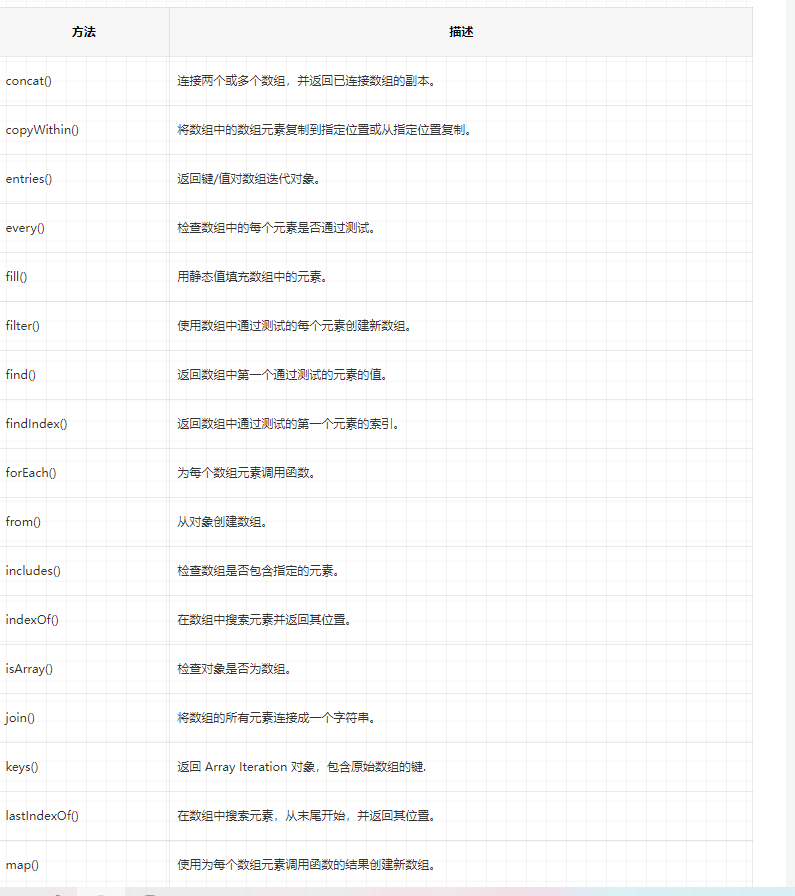 方法 描述
concat() 连接两个或多个数组，并返回已连接数组的副本。
copyWithin() 将数组中的数组元素复制到指定位置或从指定位置复制。
entries() 返回键/值对数组迭代对象。
every() 检查数组中的每个元素是否通过测试。
fill() 用静态值填充数组中的元素。
filter() 使用数组中通过测试的每个元素创建新数组。
find() 返回数组中第一个通过测试的元素的值。
findIndex() 返回数组中通过测试的第一个元素的索引。
forEach() 为每个数组元素调用函数。
from() 从对象创建数组。
includes() 检查数组是否包含指定的元素。
indexOf() 在数组中搜索元素并返回其位置。
isArray() 检查对象是否为数组。
join() 将数组的所有元素连接成一个字符串。
keys() 返回 Array Iteration 对象，包含原始数组的键.
lastIndexOf() 在数组中搜索元素，从末尾开始，并返回其位置。
map() 使用为每个数组元素调用函数的结果创建新数组。